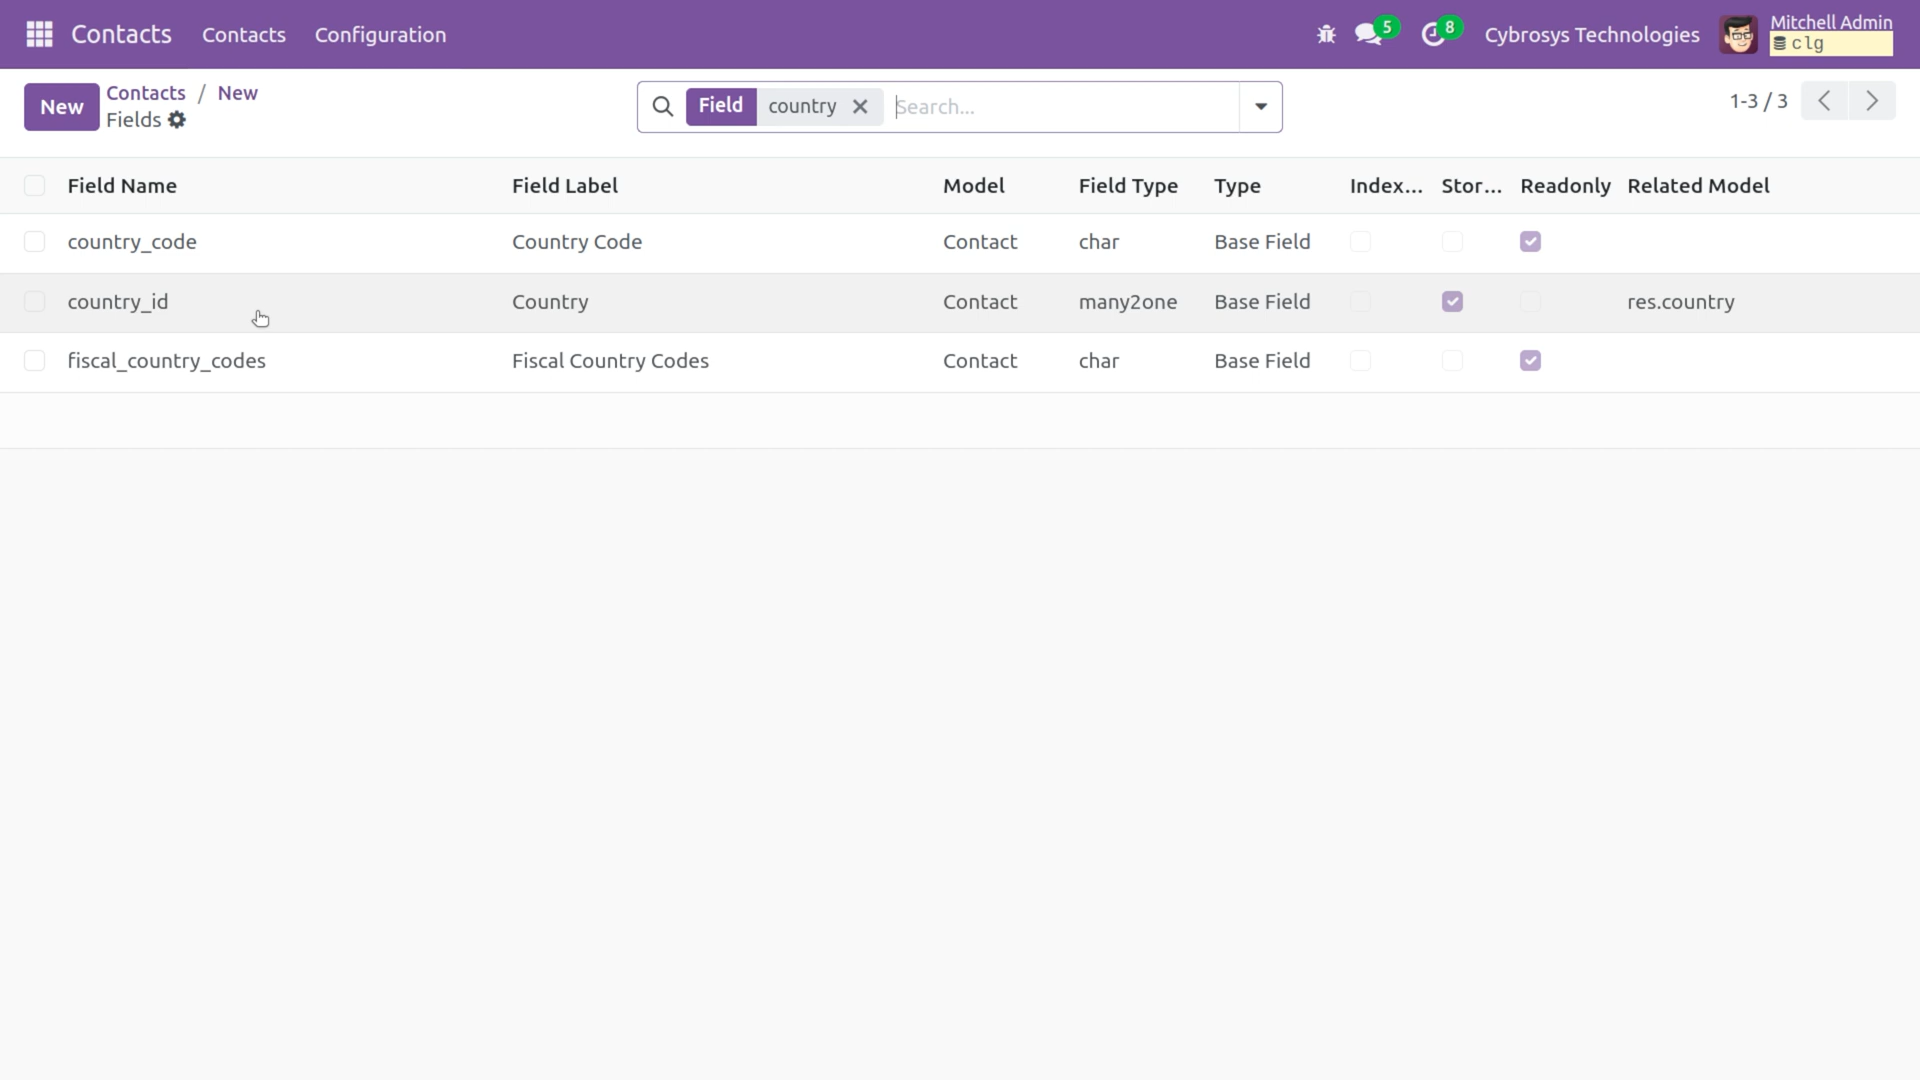 Contacts Contacts Configuration 5 8 Cybrosys Technologies Mitchell Admin
clg
New Contacts / New
Fields
Field country Search... 1-3 / 3
Field Name Field Label Model Field Type Type Index... Stor... Readonly Related Model
country_code Country Code Contact char Base Field
country_id Country Contact many2one Base Field res.country
fiscal_country_codes Fiscal Country Codes Contact char Base Field